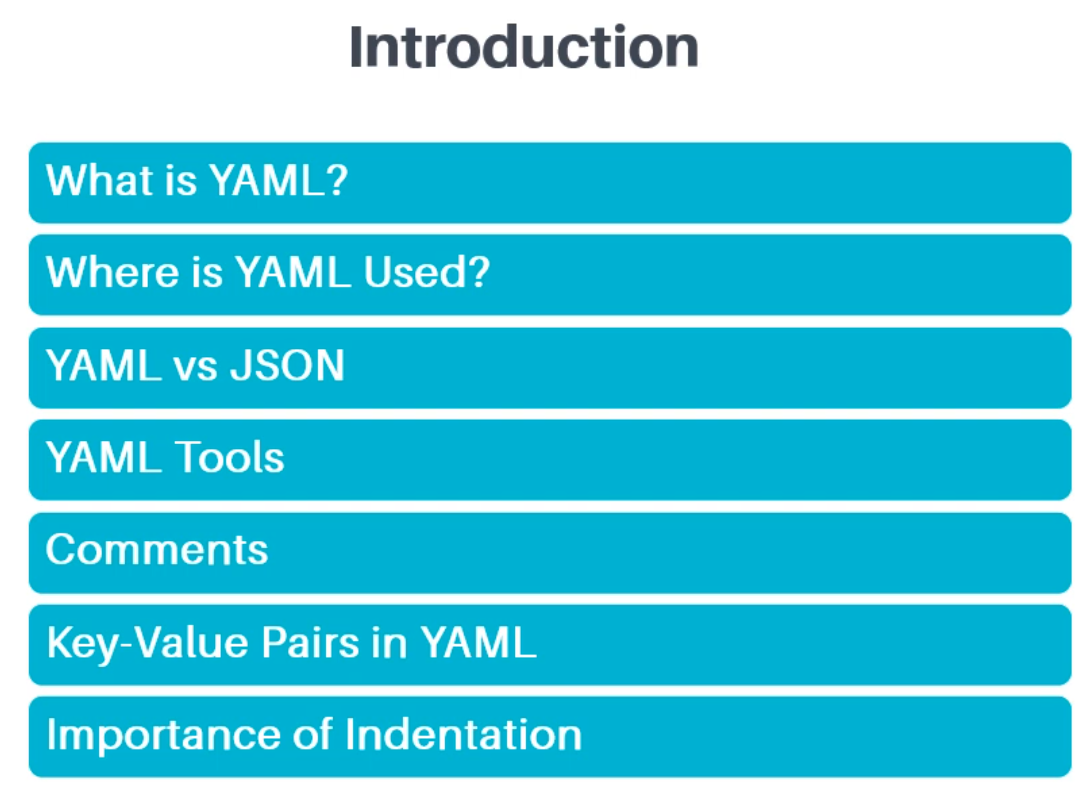 Introduction
What is YAML?
Where is YAML Used?
YAML vs JSON
YAML Tools
Comments
Key-Value Pairs in YAML
Importance of Indentation